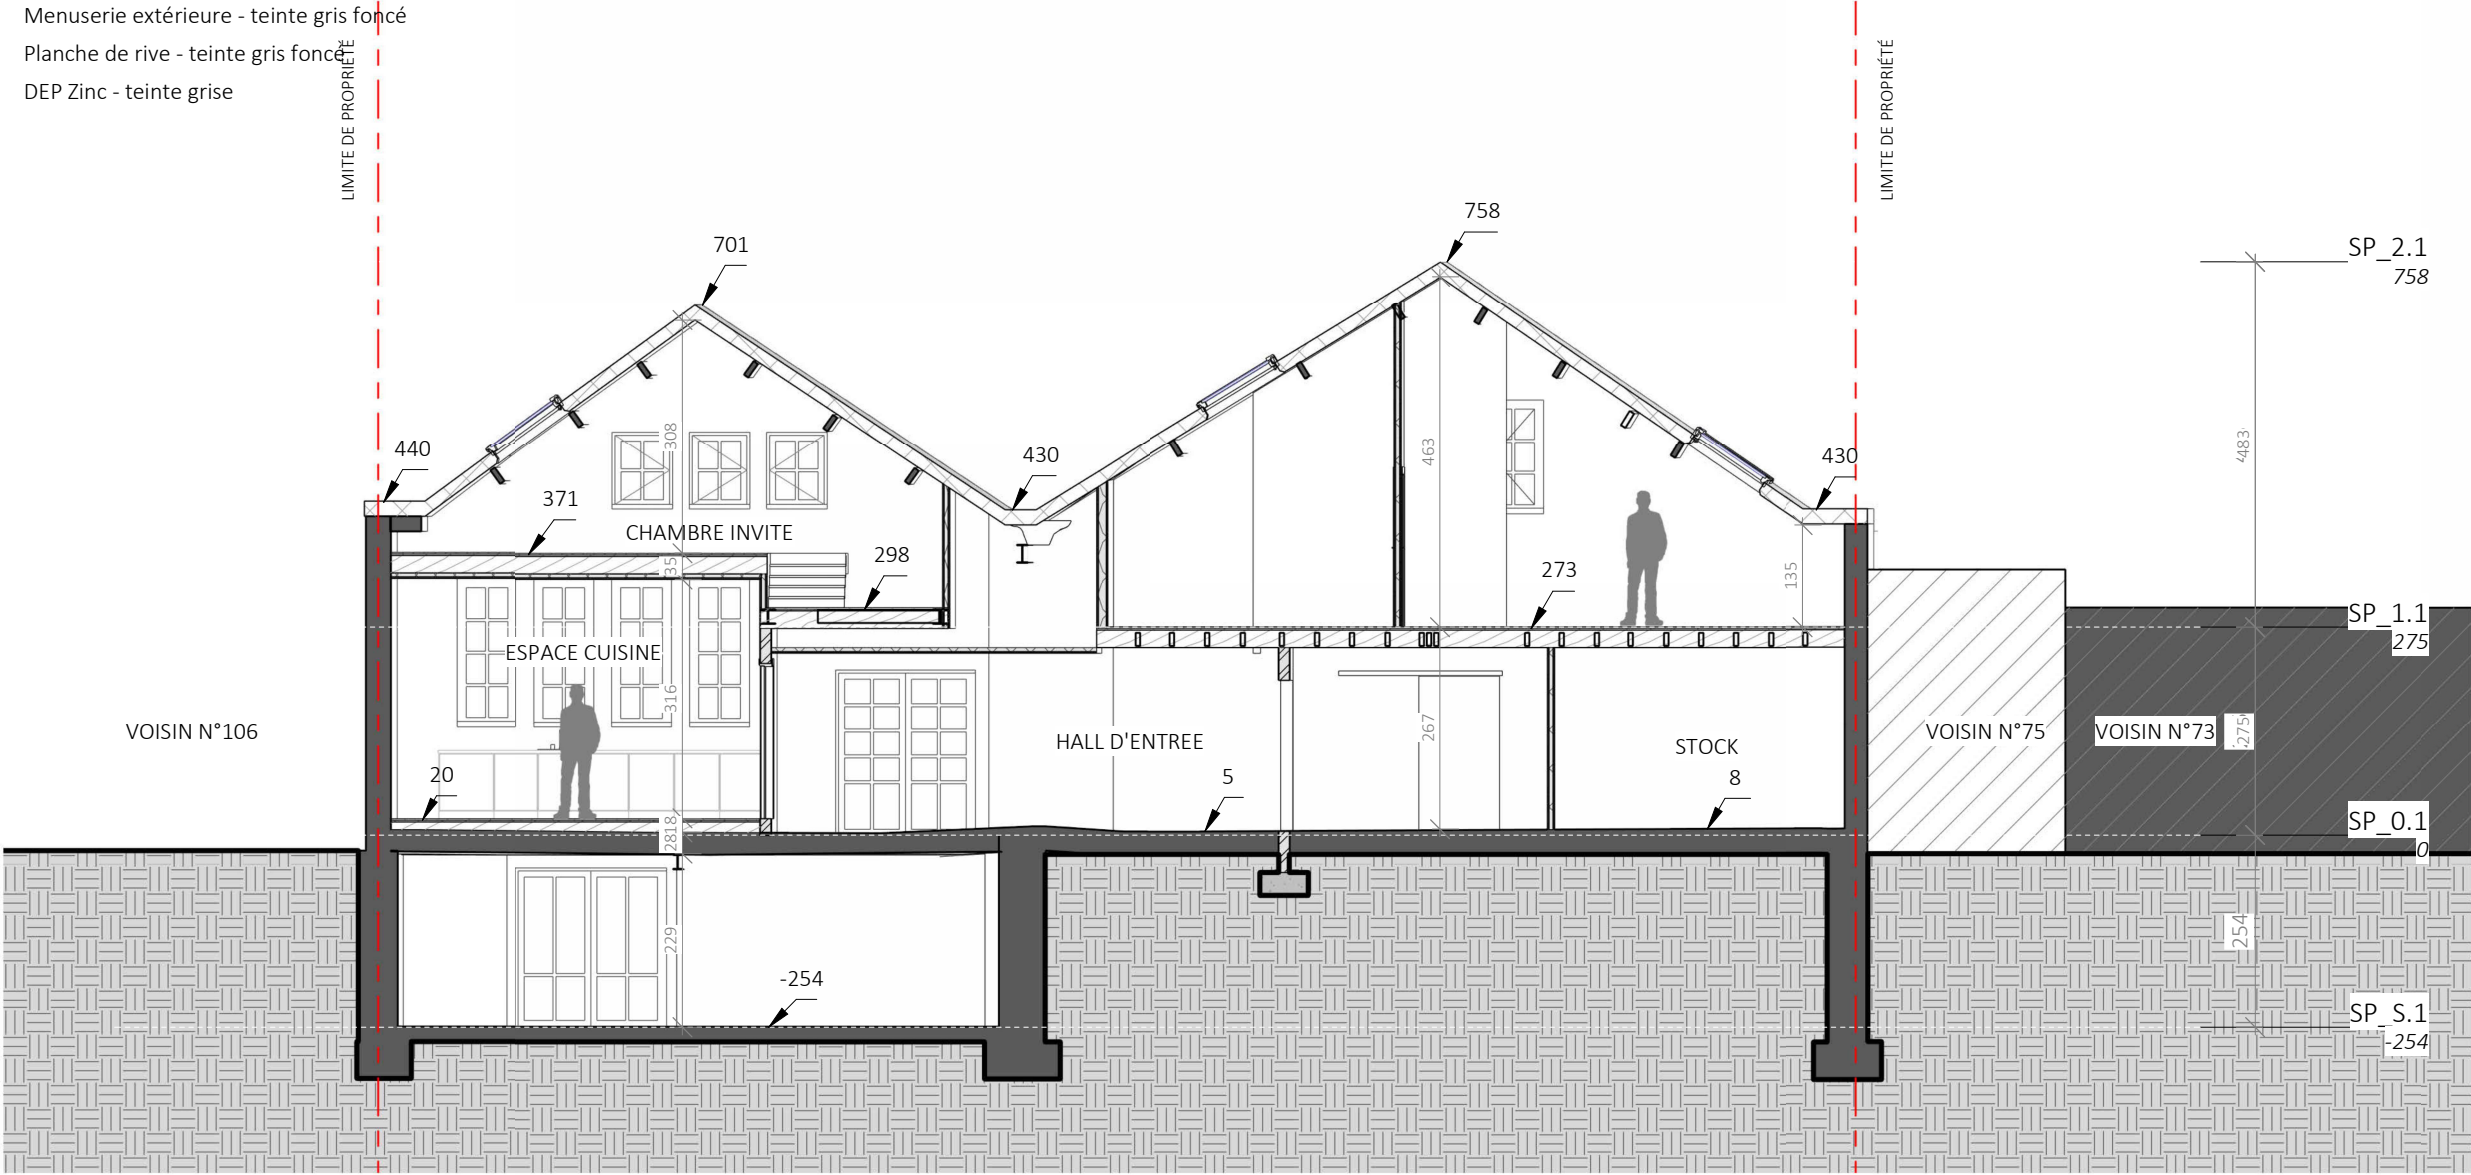 Menuserie extérieure - teinte gris foncé
Planche de rive - teinte gris foncé
DEP Zinc - teinte grise
LIMITE DE PROPRIÉTÉ
LIMITE DE PROPRIÉTÉ
758
701
SP_2.1
758
440
308
430
463
430
483
371
CHAMBRE INVITE
298
35
273
135
SP_1.1
275
ESPACE CUISINE
316
VOISIN N°106
HALL D'ENTREE
267
STOCK
VOISIN N°75
VOISIN N°73
275
20
5
8
2818
SP_0.1
0
229
254
-254
SP_S.1
-254